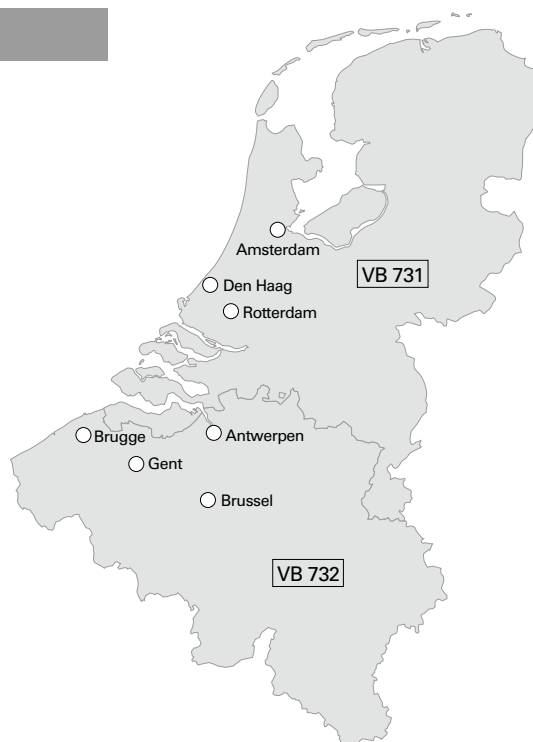 Amsterdam
VB 731
Den Haag
Rotterdam
Brugge
Antwerpen
Gent
Brussel
VB 732